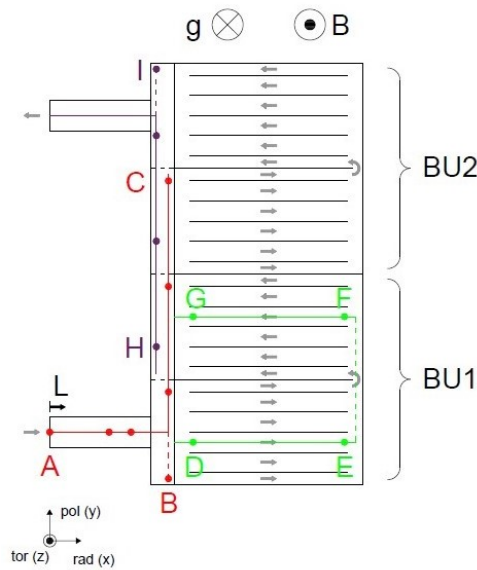 g B
I
C
BU2
G F
H
L
BU1
A
D E
B
pol (y)
tor (z) rad (x)